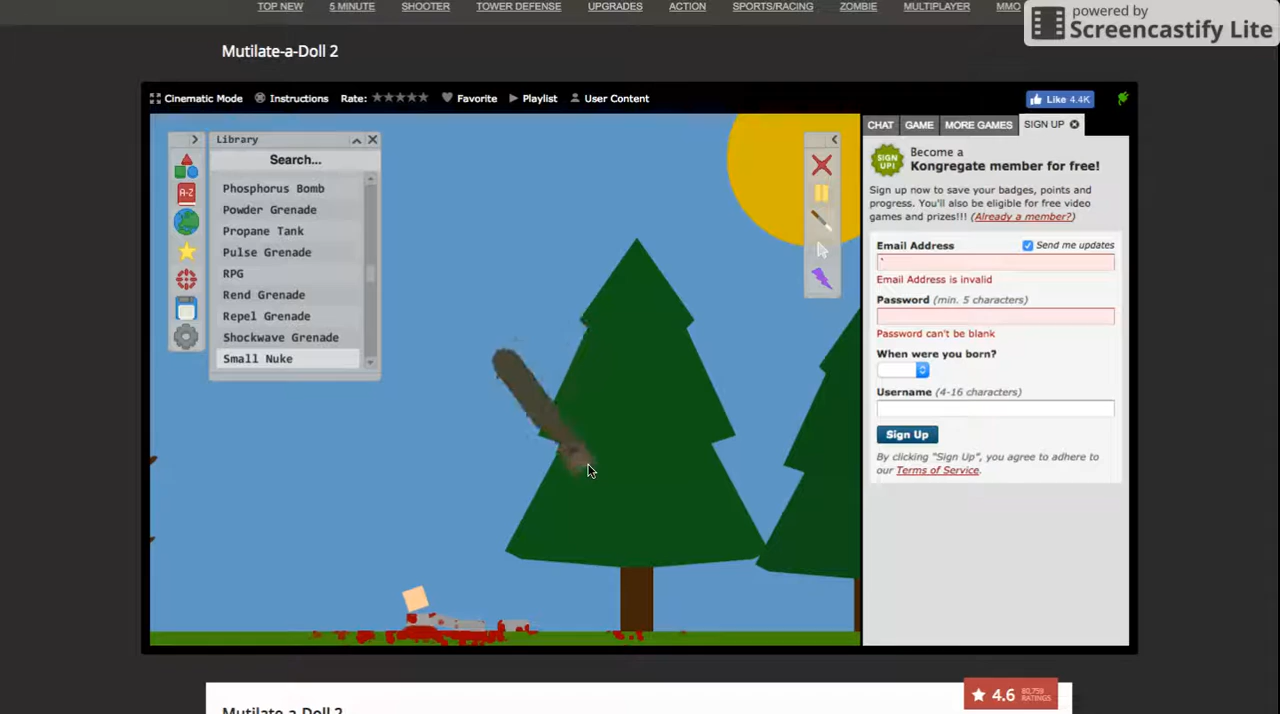 TOP NEW 5 MINUTE SHOOTER TOWER DEFENSE UPGRADES ACTION SPORTS/RACING ZOMBIE MULTIPLAYER MMO
powered by
Screencastify Lite
Mutilate-a-Doll 2
Cinematic Mode Instructions Rate: Favorite Playlist User Content Like 4.4K
CHAT GAME MORE GAMES SIGN UP
Library
Search...
A-Z
Phosphorus Bomb
Powder Grenade
Propane Tank
Pulse Grenade
RPG
Rend Grenade
Repel Grenade
Shockwave Grenade
Small Nuke
SIGN UP!
Become a
Kongregate member for free!
Sign up now to save your badges, points and
progress. You'll also be eligible for free video
games and prizes!!! (Already a member?)
Email Address Send me updates
`
Email Address is invalid
Password (min. 5 characters)
Password can't be blank
When were you born?
Username (4-16 characters)
Sign Up
By clicking "Sign Up", you agree to adhere to
our Terms of Service.
4.6 80,759 RATINGS
Mutilate-a-Doll 2